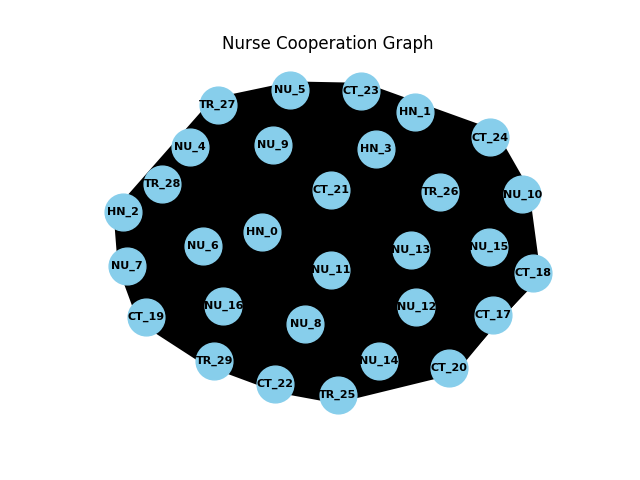 Nurse Cooperation Graph
NU_5
CT_23
TR_27
HN_1
CT_24
NU_4
NU_9
HN_3
TR_28
CT_21
TR_26
NU_10
HN_2
HN_0
NU_6
NU_13
NU_15
NU_7
NU_11
CT_18
NU_16
NU_12
CT_19
CT_17
NU_8
TR_29
NU_14
CT_20
CT_22
TR_25